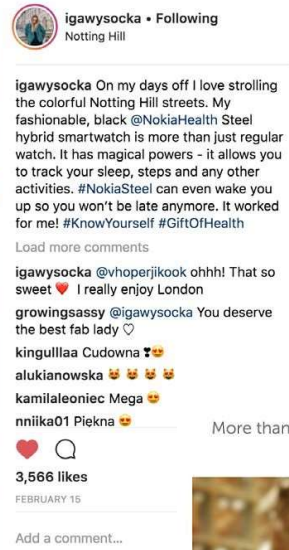 igawysocka • Following
Notting Hill
igawysocka On my days off I love strolling
the colorful Notting Hill streets. My
fashionable, black @NokiaHealth Steel
hybrid smartwatch is more than just regular
watch. It has magical powers - it allows you
to track your sleep, steps and any other
activities. #NokiaSteel can even wake you
up so you won't be late anymore. It worked
for me! #KnowYourself #GiftOfHealth
Load more comments
igawysocka @vhoperjikook ohhh! That so
sweet ❤️ I really enjoy London
growingsassy @igawysocka You deserve
the best fab lady ♡
kingulllaa Cudowna ❣😍
alukianowska 😻 😻 😻 😻
kamilaleoniec Mega 😍
nniika01 Piękna 😍
More than
3,566 likes
FEBRUARY 15
Add a comment...